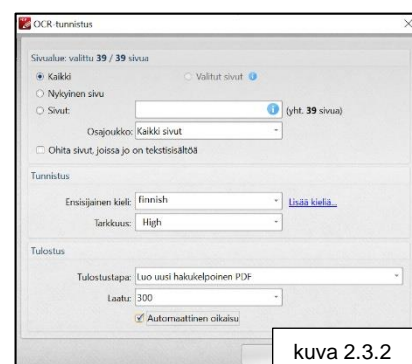 OCR-tunnistus
Sivualue: valittu 39 / 39 sivua
Kaikki
Valitut sivut
Nykyinen sivu
Sivut:
(yht. 39 sivua)
Osajoukko: Kaikki sivut
Ohita sivut, joissa jo on tekstisisältöä
Tunnistus
Ensisijainen kieli: finnish
Lisää kieliä...
Tarkkuus: High
Tulostus
Tulostustapa: Luo uusi hakukelpoinen PDF
Laatu: 300
Automaattinen oikaisu
kuva 2.3.2